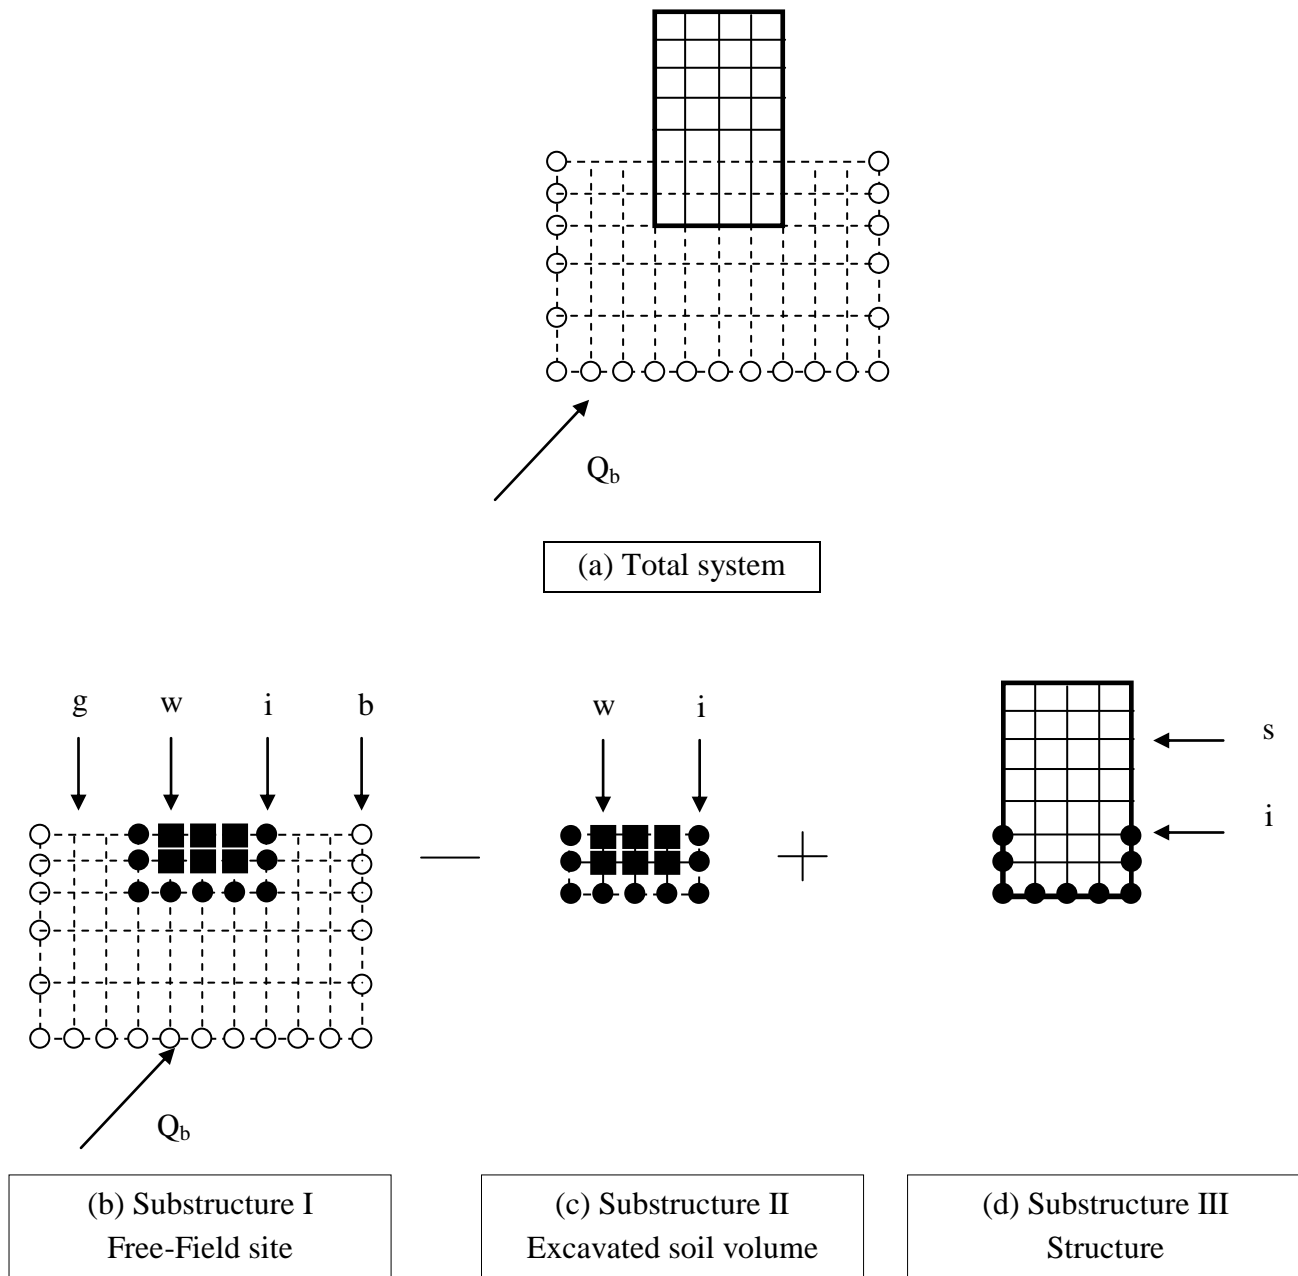 Q_b
(a) Total system
g w i b
w i
s
i
Q_b
(b) Substructure I
Free-Field site
(c) Substructure II
Excavated soil volume
(d) Substructure III
Structure